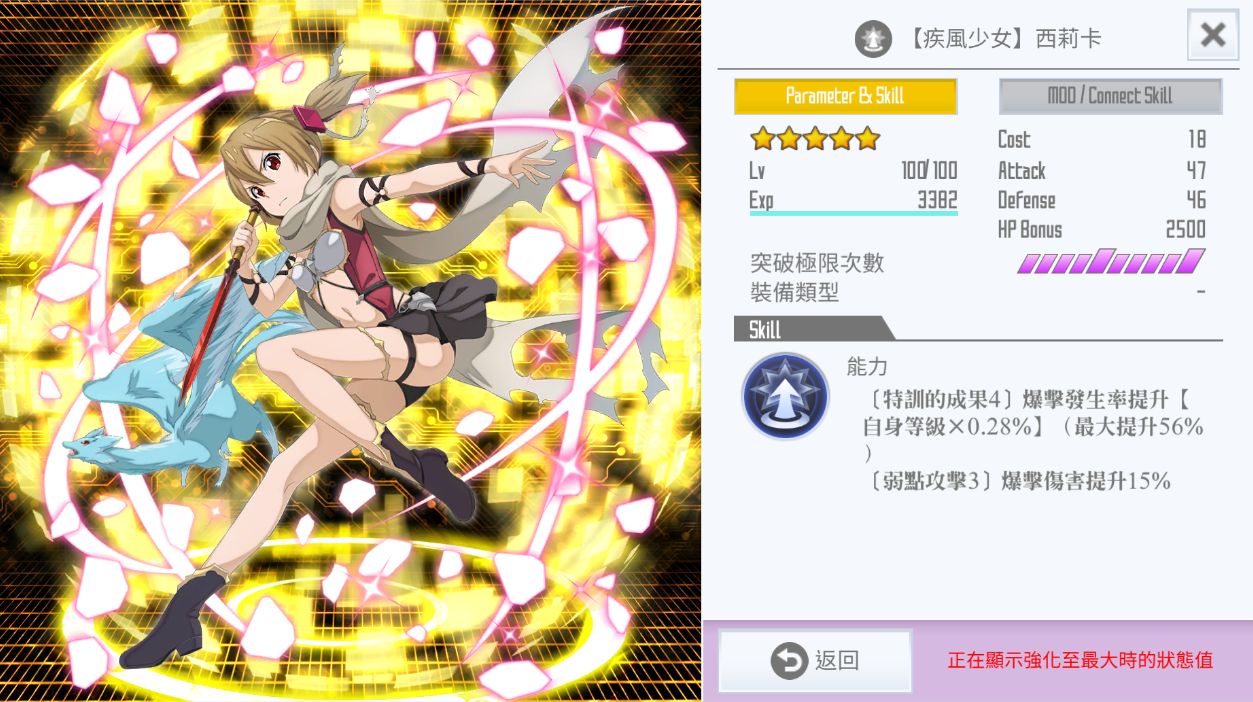 【疾風少女】西莉卡
Parameter & Skill
MOD / Connect Skill
Lv 100/100
Exp 3382
突破極限次數
裝備類型 -
Cost 18
Attack 47
Defense 46
HP Bonus 2500
Skill
能力
〔特訓的成果4〕爆擊發生率提升【
自身等級×0.28%】（最大提升56%
）
〔弱點攻擊3〕爆擊傷害提升15%
返回
正在顯示強化至最大時的狀態值